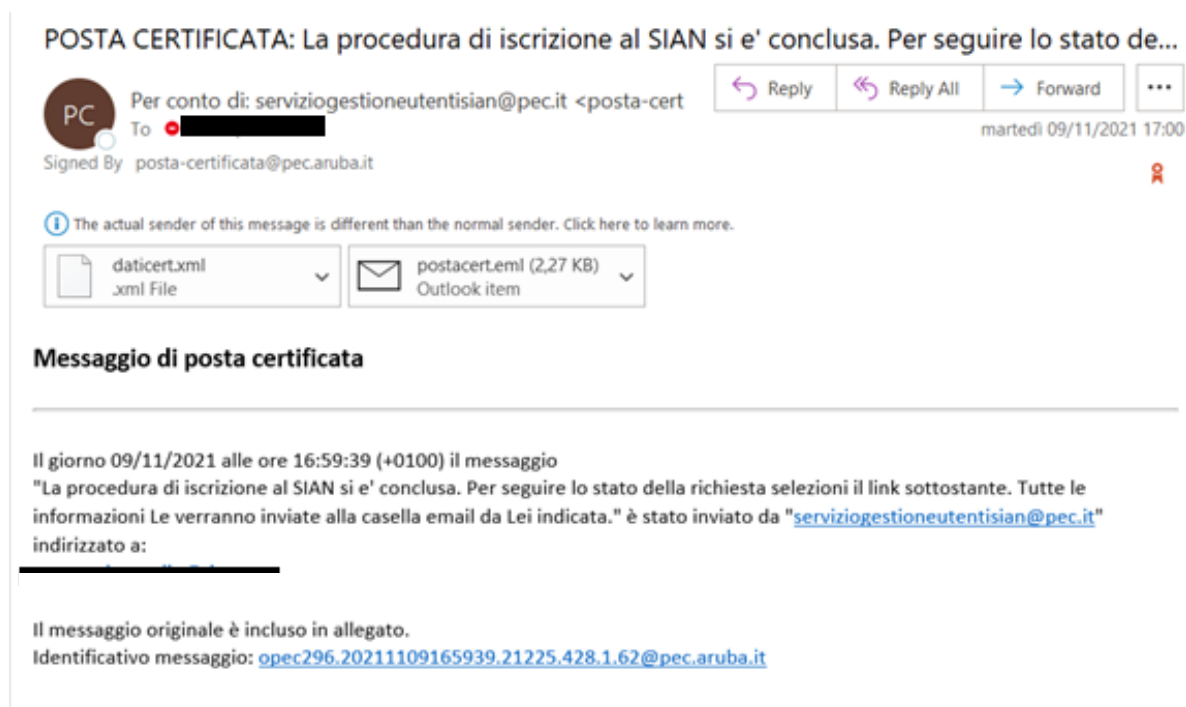 POSTA CERTIFICATA: La procedura di iscrizione al SIAN si e' conclusa. Per seguire lo stato de...
PC
Per conto di: serviziogestioneutentisian@pec.it <posta-cert
Reply
Reply All
Forward
...
To
martedì 09/11/2021 17:00
Signed By posta-certificata@pec.aruba.it
The actual sender of this message is different than the normal sender. Click here to learn more.
daticert.xml
.xml File
postacert.eml (2,27 KB)
Outlook item
Messaggio di posta certificata
Il giorno 09/11/2021 alle ore 16:59:39 (+0100) il messaggio
"La procedura di iscrizione al SIAN si e' conclusa. Per seguire lo stato della richiesta selezioni il link sottostante. Tutte le
informazioni Le verranno inviate alla casella email da Lei indicata." è stato inviato da "serviziogestioneutentisian@pec.it"
indirizzato a:
Il messaggio originale è incluso in allegato.
Identificativo messaggio: opec296.20211109165939.21225.428.1.62@pec.aruba.it